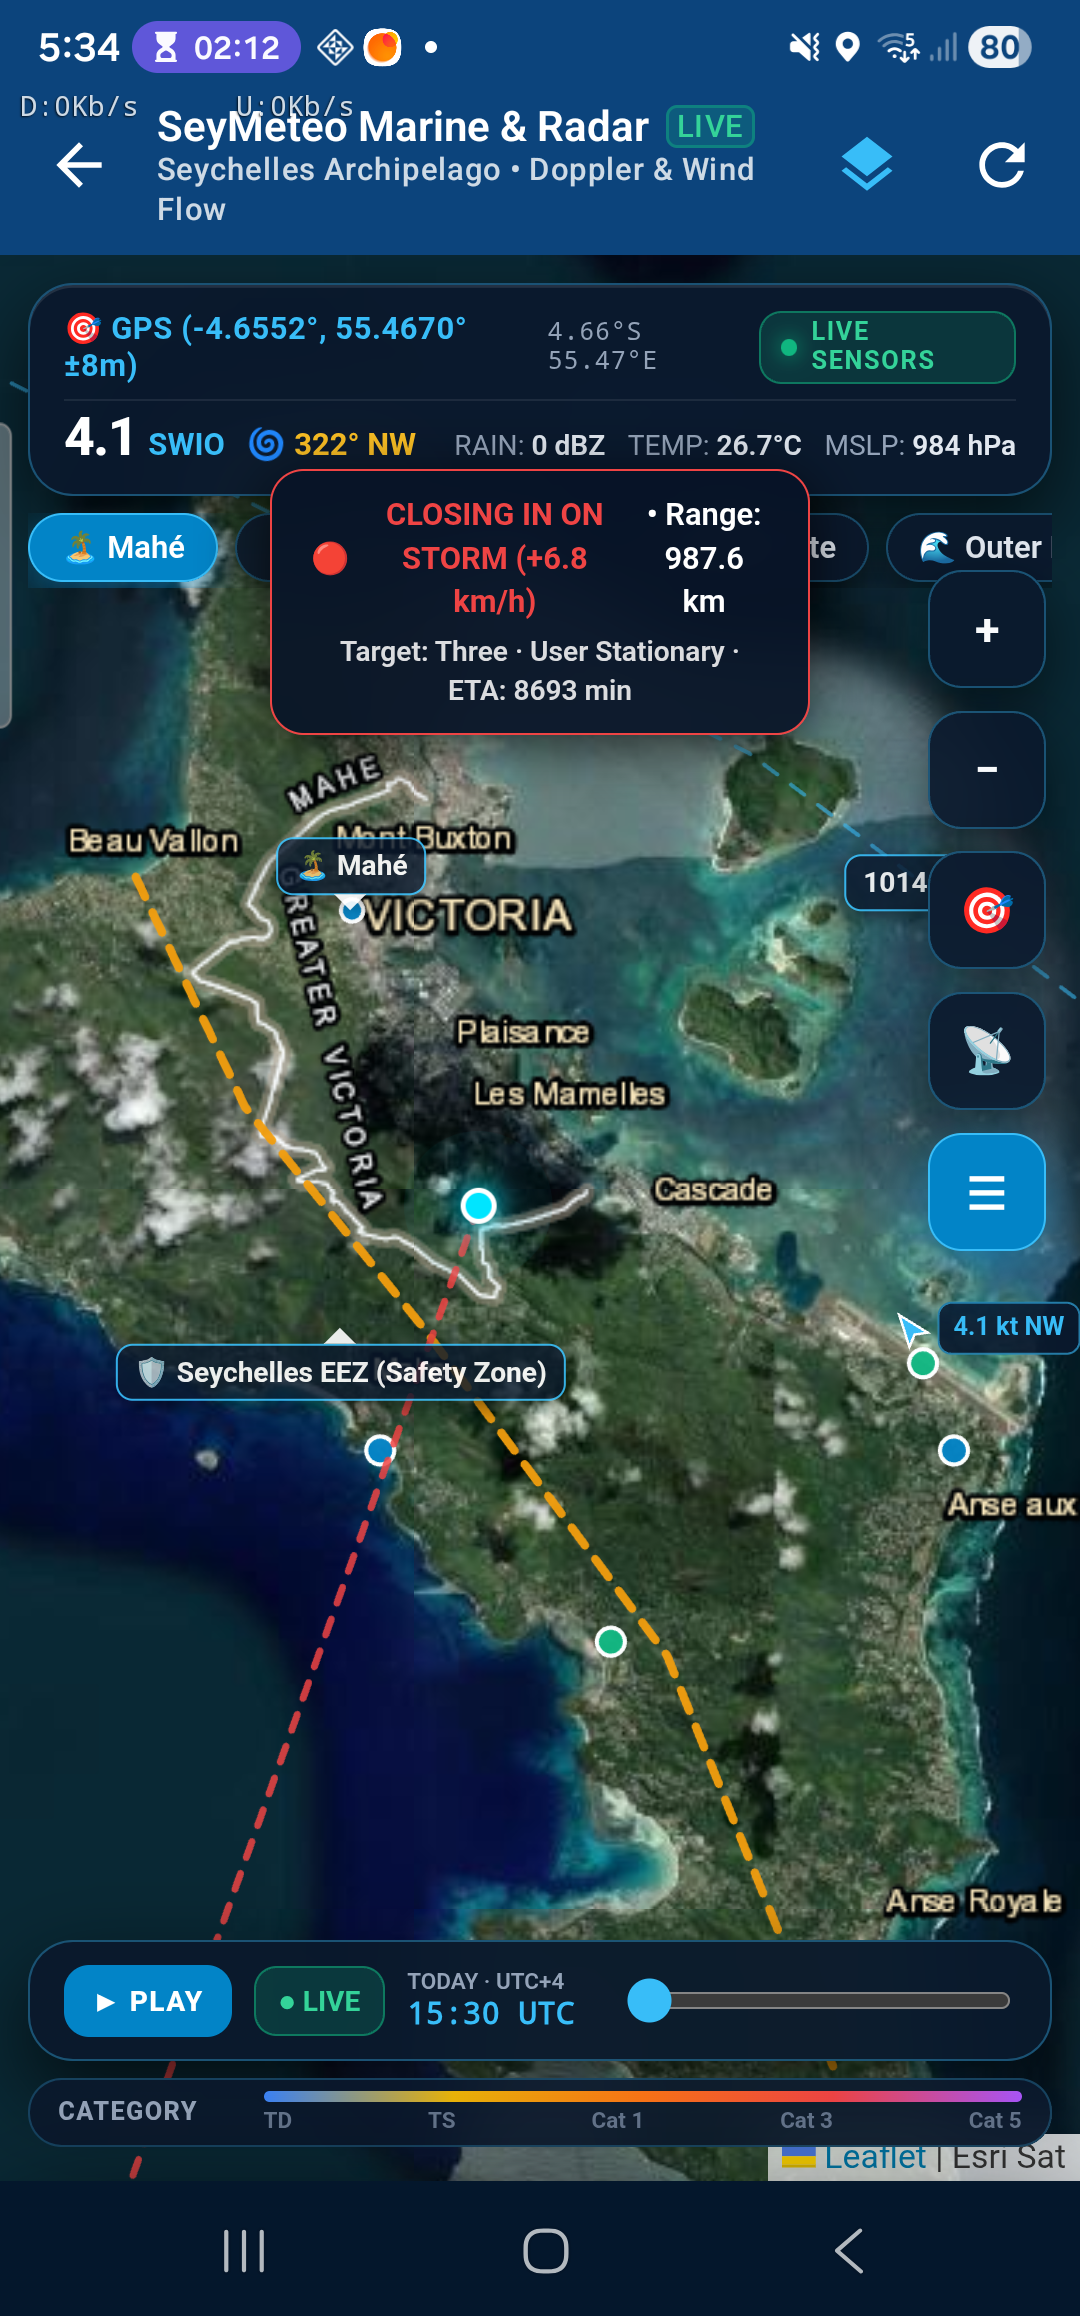 5:34
02:12
5
80
D:0Kb/s U:0Kb/s
SeyMeteo Marine & Radar LIVE
Seychelles Archipelago • Doppler & Wind
Flow
GPS (-4.6552°, 55.4670°
±8m)
4.66°S
55.47°E
LIVE
SENSORS
4.1 SWIO 322° NW RAIN: 0 dBZ TEMP: 26.7°C MSLP: 984 hPa
CLOSING IN ON
STORM (+6.8
km/h)
• Range:
987.6
km
Target: Three · User Stationary ·
ETA: 8693 min
Mahé
te
Outer
+
−
MAHE
Beau Vallon
Mont Buxton
Mahé
1014
VICTORIA
GREATER VICTORIA
Plaisance
Les Mamelles
Cascade
4.1 kt NW
Seychelles EEZ (Safety Zone)
Anse aux
Anse Royale
► PLAY
● LIVE
TODAY · UTC+4
15:30 UTC
CATEGORY
TD TS Cat 1 Cat 3 Cat 5
Leaflet | Esri Sat